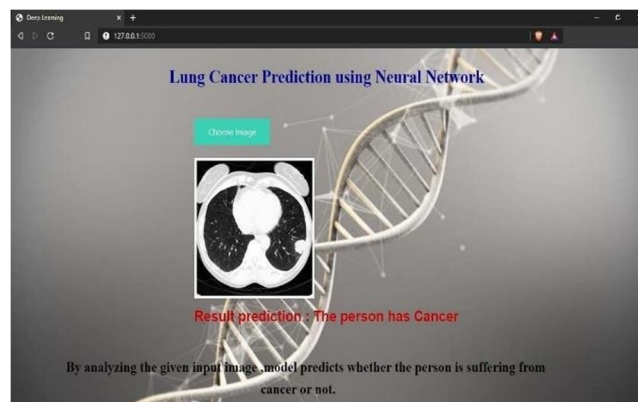 Deep Learning
127.0.0.1:5000
Lung Cancer Prediction using Neural Network
Choose Image
Result prediction : The person has Cancer
By analyzing the given input image ,model predicts whether the person is suffering from
cancer or not.